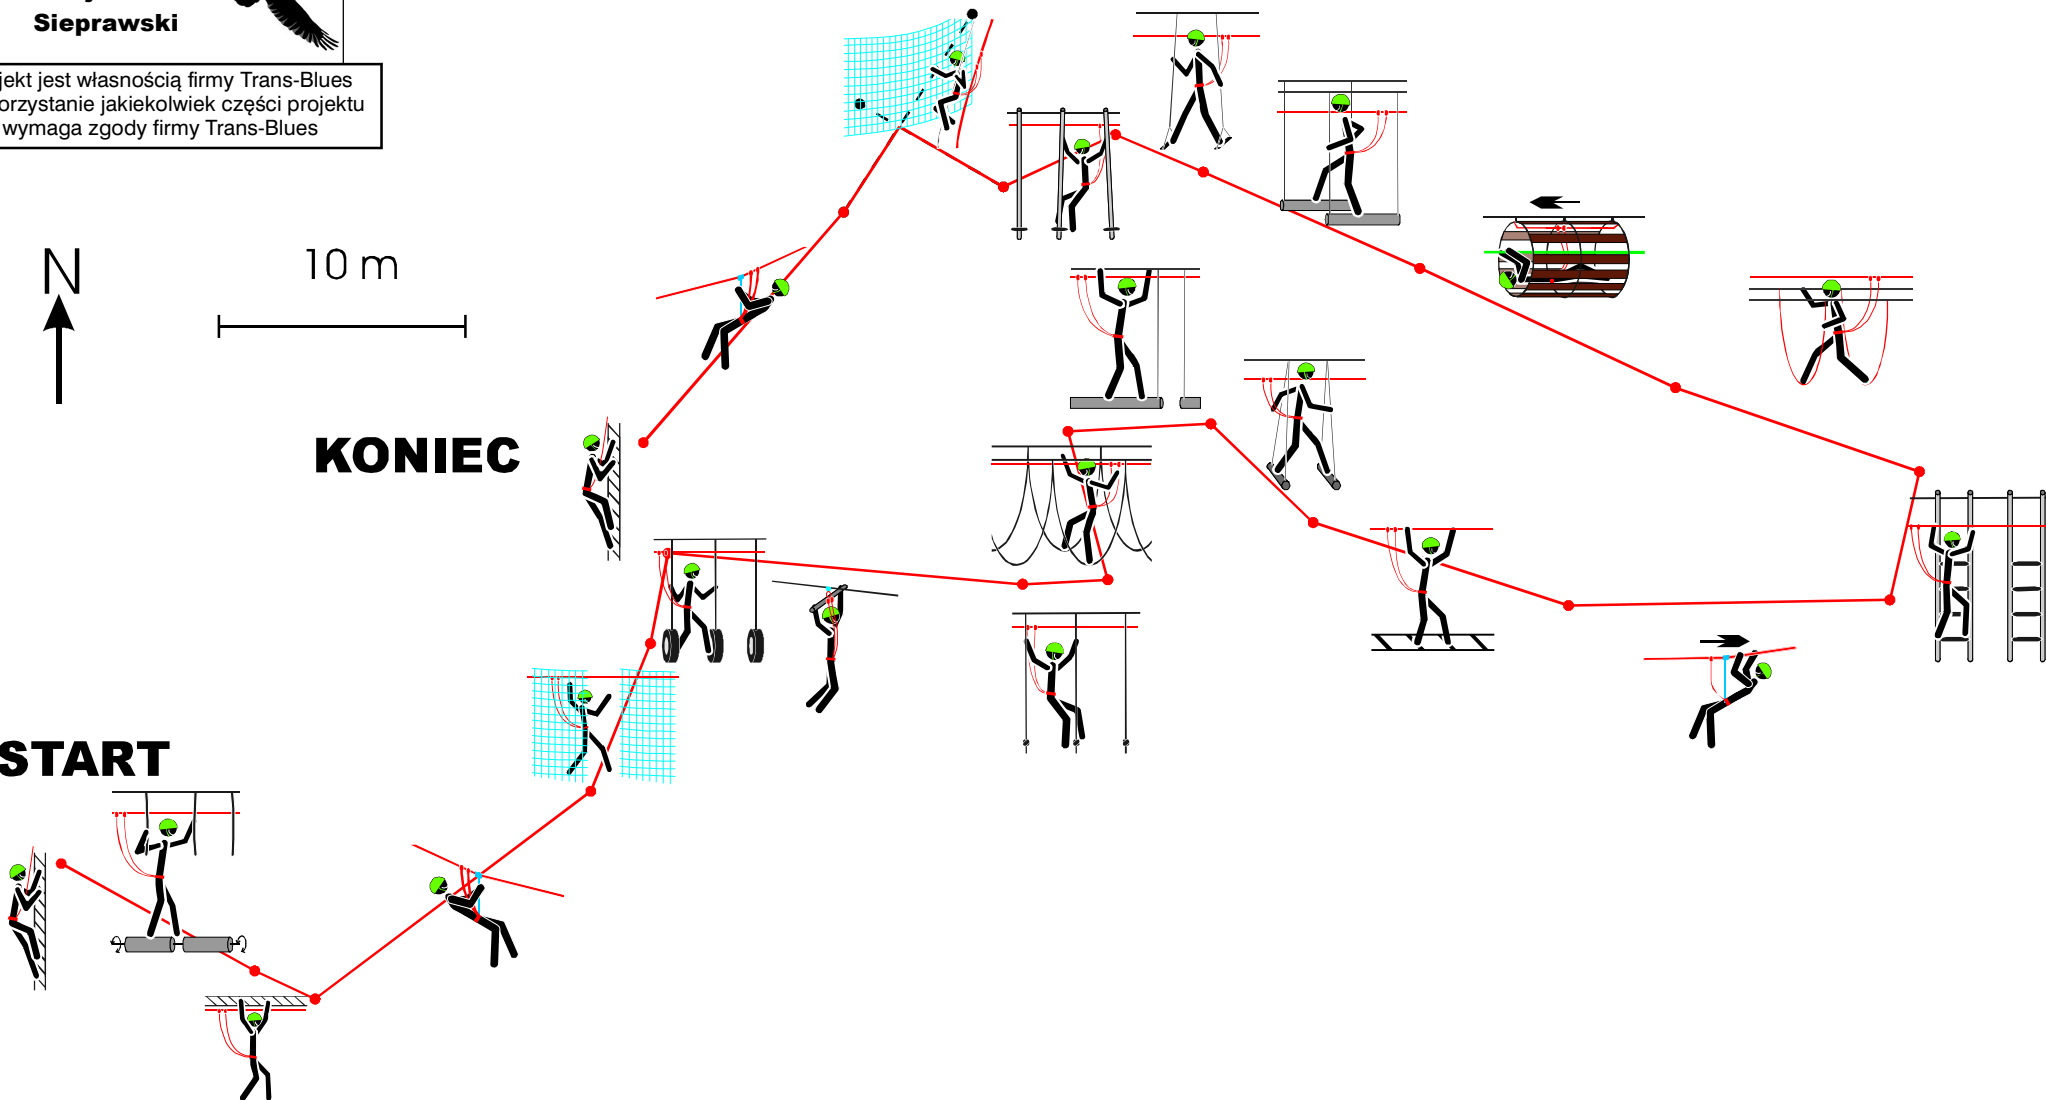 Sieprawski
jekt jest własnością firmy Trans-Blues
orzystanie jakiekolwiek części projektu
wymaga zgody firmy Trans-Blues
N
10 m
KONIEC
START